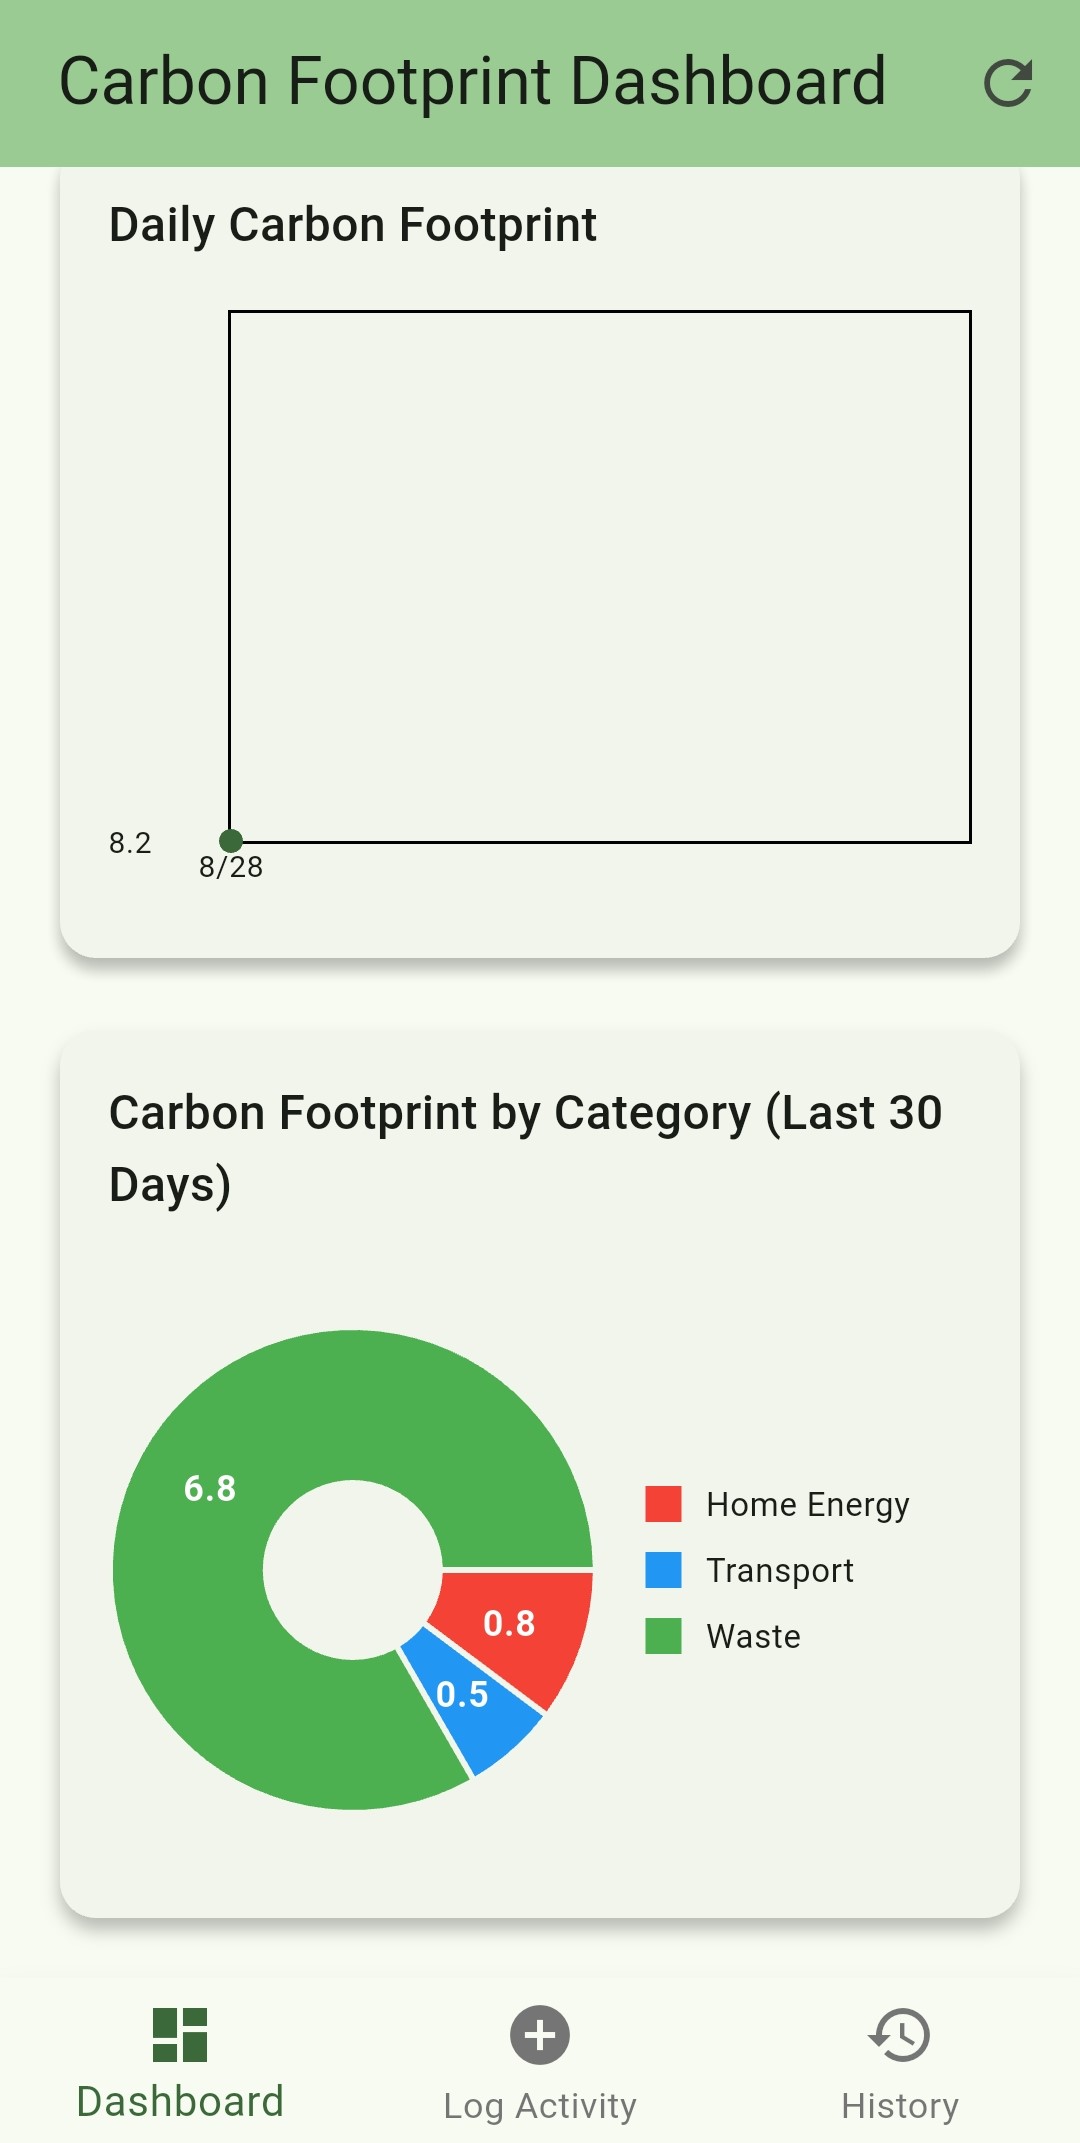 Carbon Footprint Dashboard
Daily Carbon Footprint
8.2
8/28
Carbon Footprint by Category (Last 30
Days)
6.8
0.8
0.5
Home Energy
Transport
Waste
Dashboard
Log Activity
History